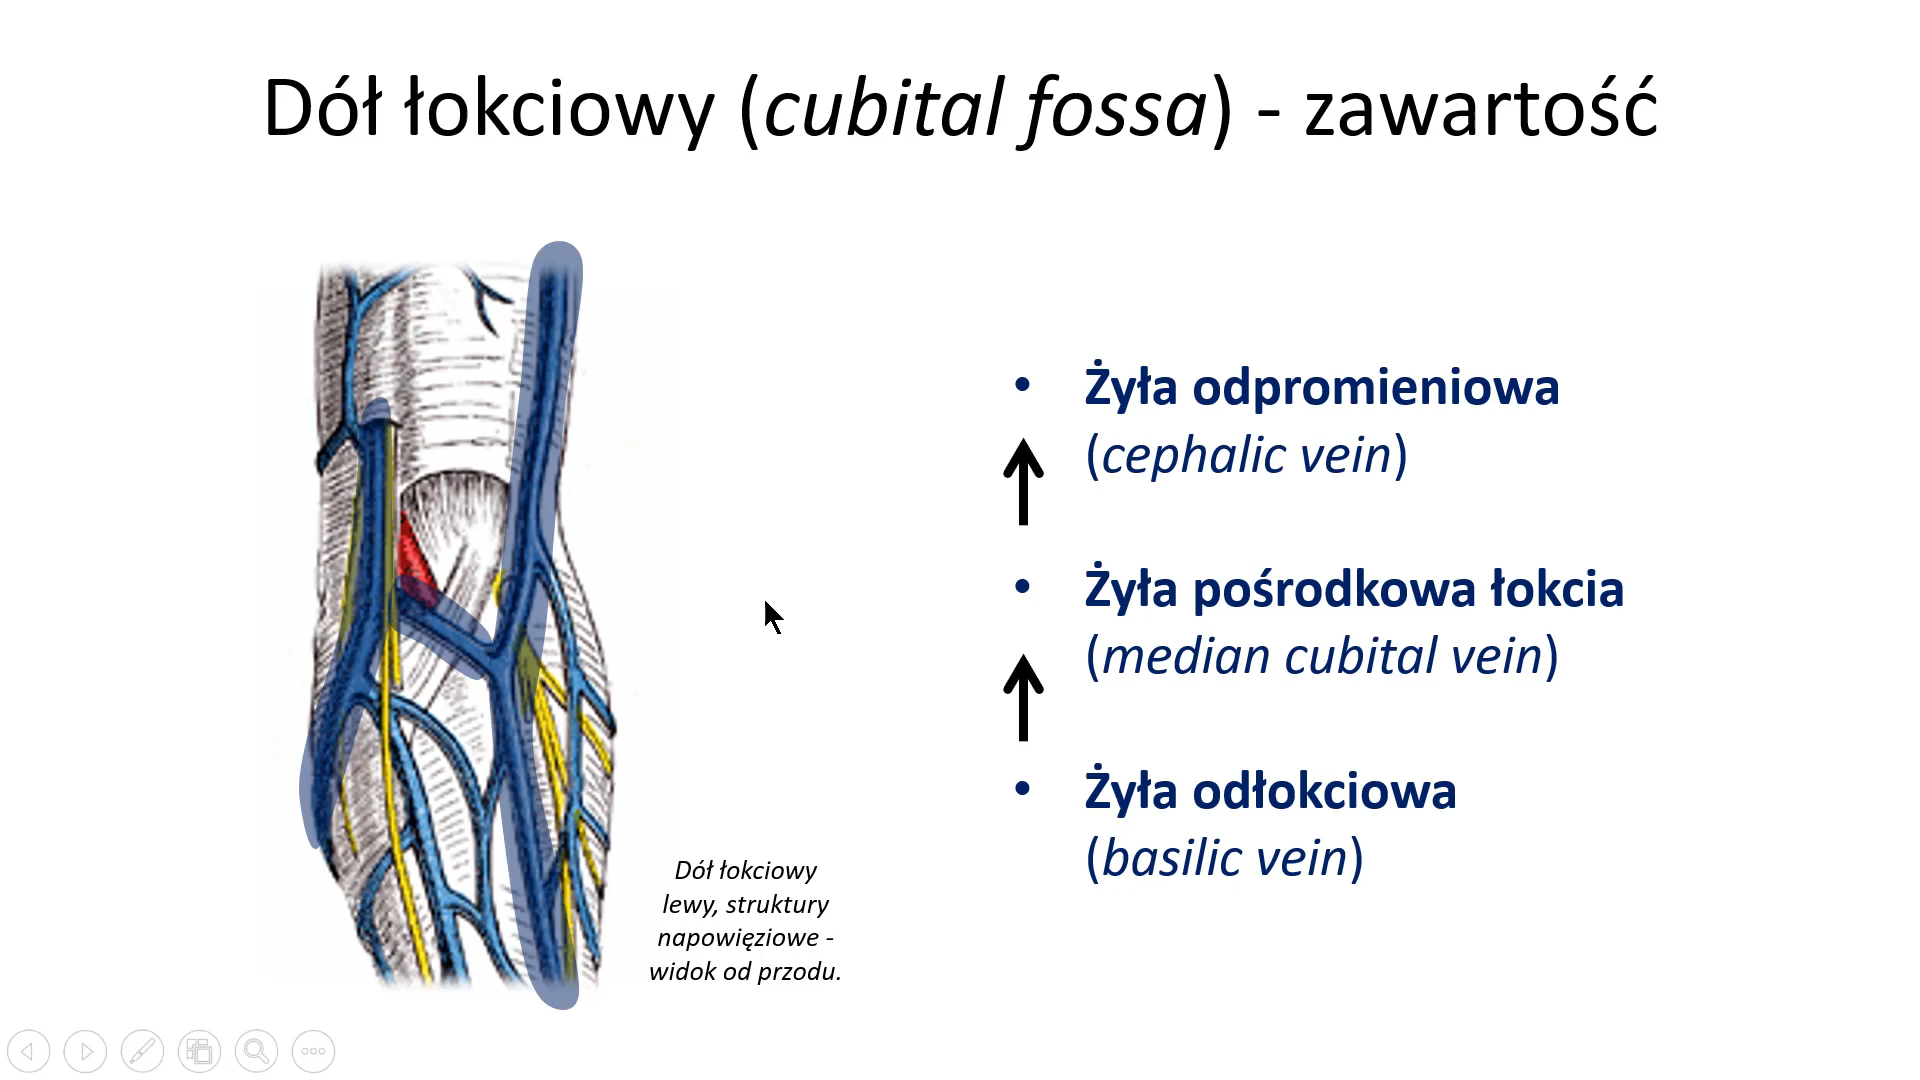 Dół łokciowy (cubital fossa) - zawartość
• Żyła odpromieniowa
(cephalic vein)
• Żyła pośrodkowa łokcia
(median cubital vein)
• Żyła odłokciowa
(basilic vein)
Dół łokciowy
lewy, struktury
napowięziowe -
widok od przodu.